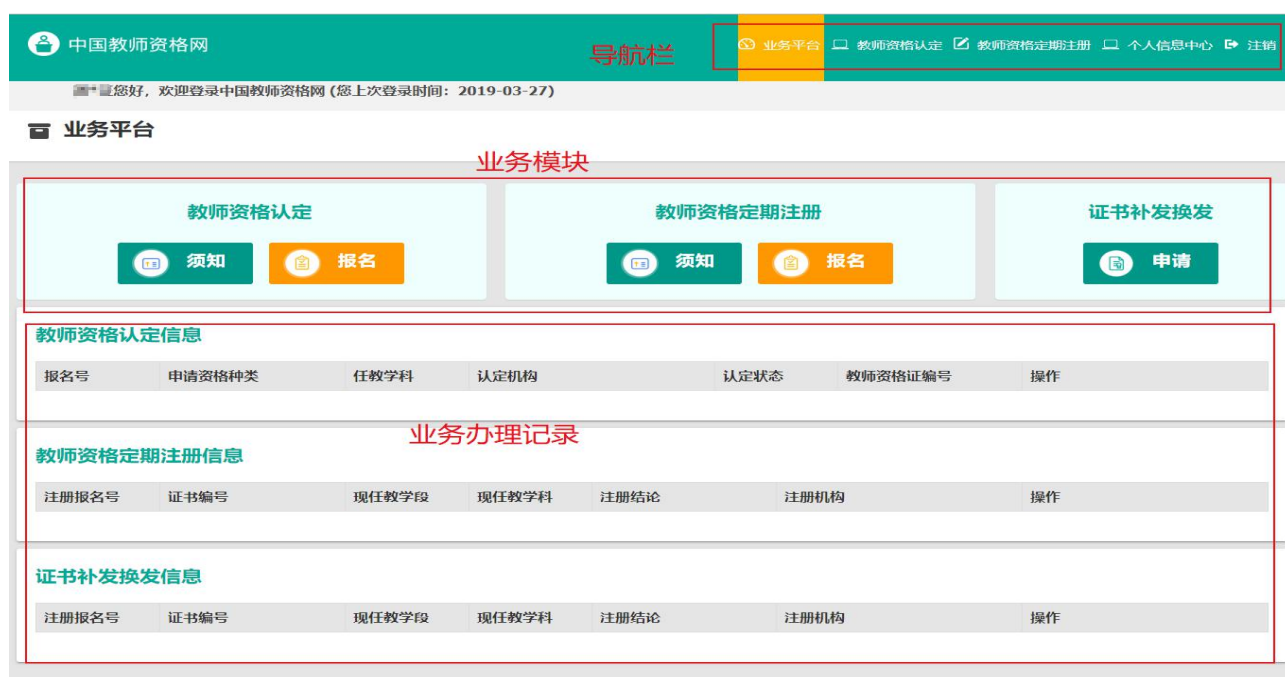 中国教师资格网
导航栏
业务平台 教师资格认定 教师资格定期注册 个人信息中心 注销
您好，欢迎登录中国教师资格网 (您上次登录时间：2019-03-27)
业务平台
业务模块
教师资格认定 教师资格定期注册 证书补发换发
须知 报名 须知 报名 申请
教师资格认定信息
报名号 申请资格种类 任教学科 认定机构 认定状态 教师资格证编号 操作
业务办理记录
教师资格定期注册信息
注册报名号 证书编号 现任教学段 现任教学科 注册结论 注册机构 操作
证书补发换发信息
注册报名号 证书编号 现任教学段 现任教学科 注册结论 注册机构 操作